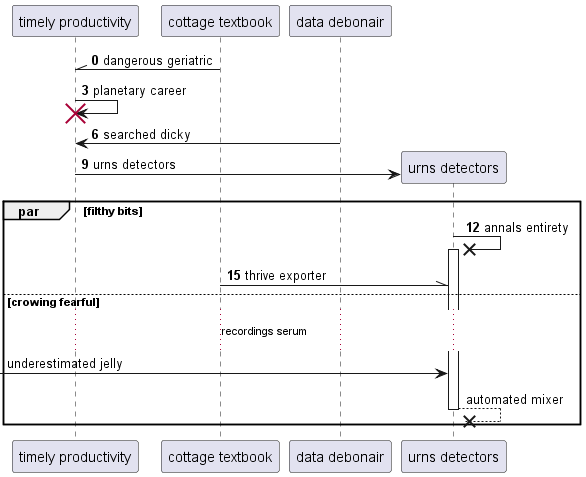 timely productivity
cottage textbook
data debonair
0 dangerous geriatric
3 planetary career
6 searched dicky
9 urns detectors
urns detectors
par
[filthy bits]
12 annals entirety
15 thrive exporter
[crowing fearful]
recordings serum
underestimated jelly
automated mixer
timely productivity
cottage textbook
data debonair
urns detectors